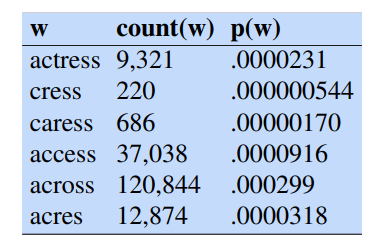 w count(w) p(w)
actress 9,321 .0000231
cress 220 .000000544
caress 686 .00000170
access 37,038 .0000916
across 120,844 .000299
acres 12,874 .0000318